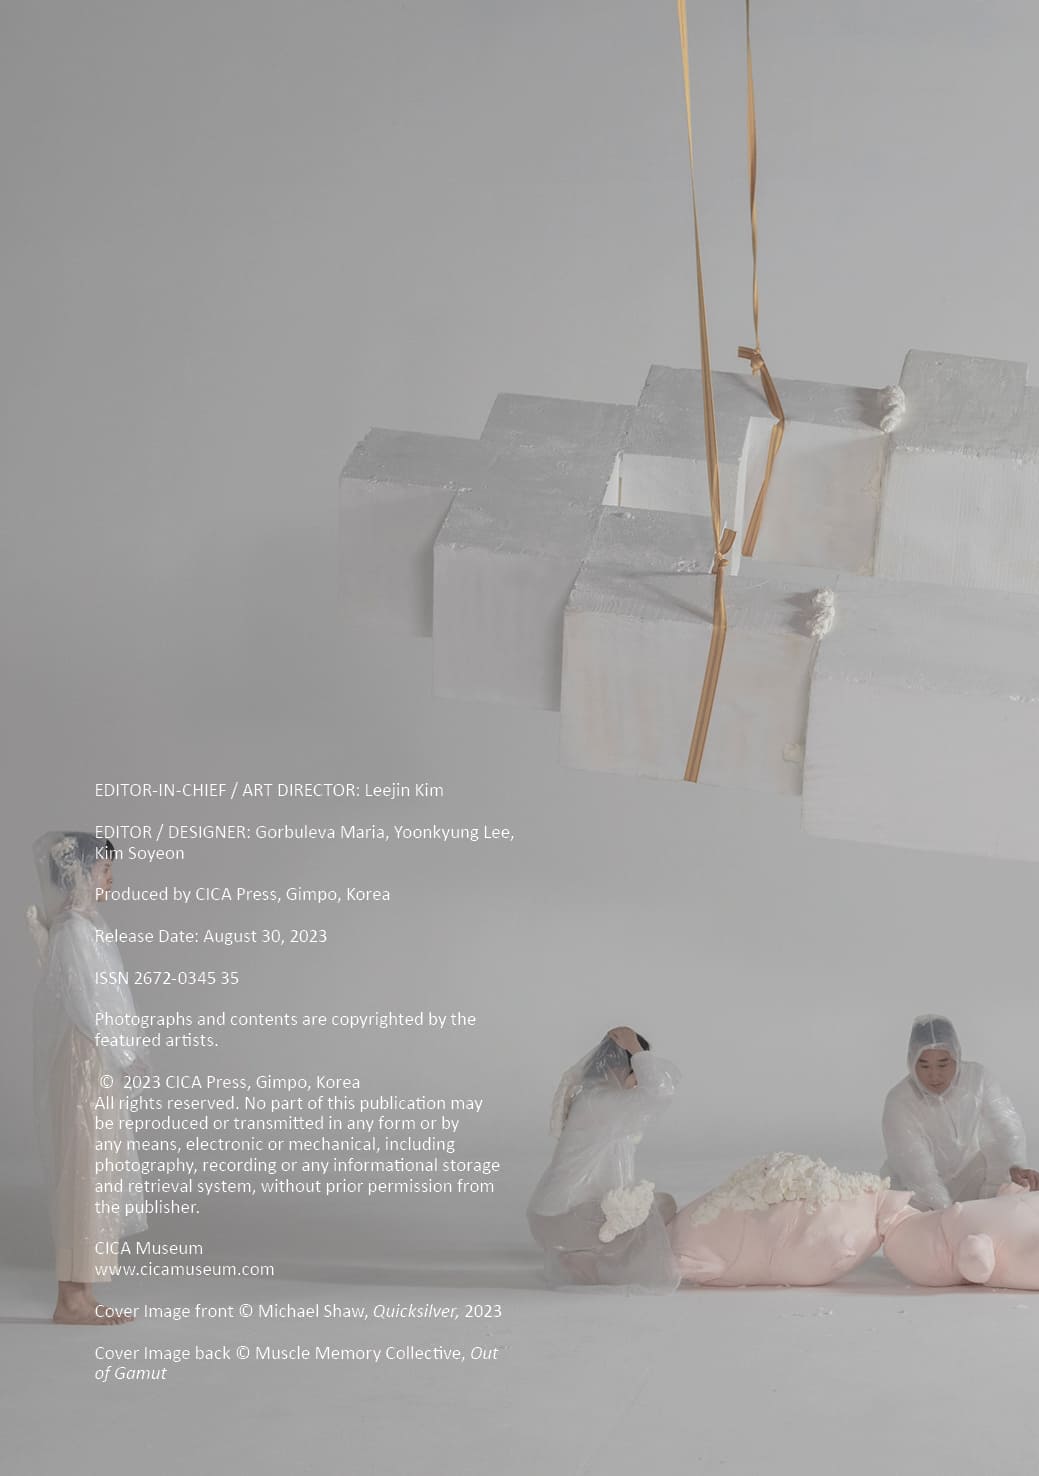 EDITOR-IN-CHIEF / ART DIRECTOR: Leejin Kim
EDITOR / DESIGNER: Gorbuleva Maria, Yoonkyung Lee,
Kim Soyeon
Produced by CICA Press, Gimpo, Korea
Release Date: August 30, 2023
ISSN 2672-0345 35
Photographs and contents are copyrighted by the
featured artists.
© 2023 CICA Press, Gimpo, Korea
All rights reserved. No part of this publication may
be reproduced or transmitted in any form or by
any means, electronic or mechanical, including
photography, recording or any informational storage
and retrieval system, without prior permission from
the publisher.
CICA Museum
www.cicamuseum.com
Cover Image front © Michael Shaw, Quicksilver, 2023
Cover Image back © Muscle Memory Collective, Out
of Gamut